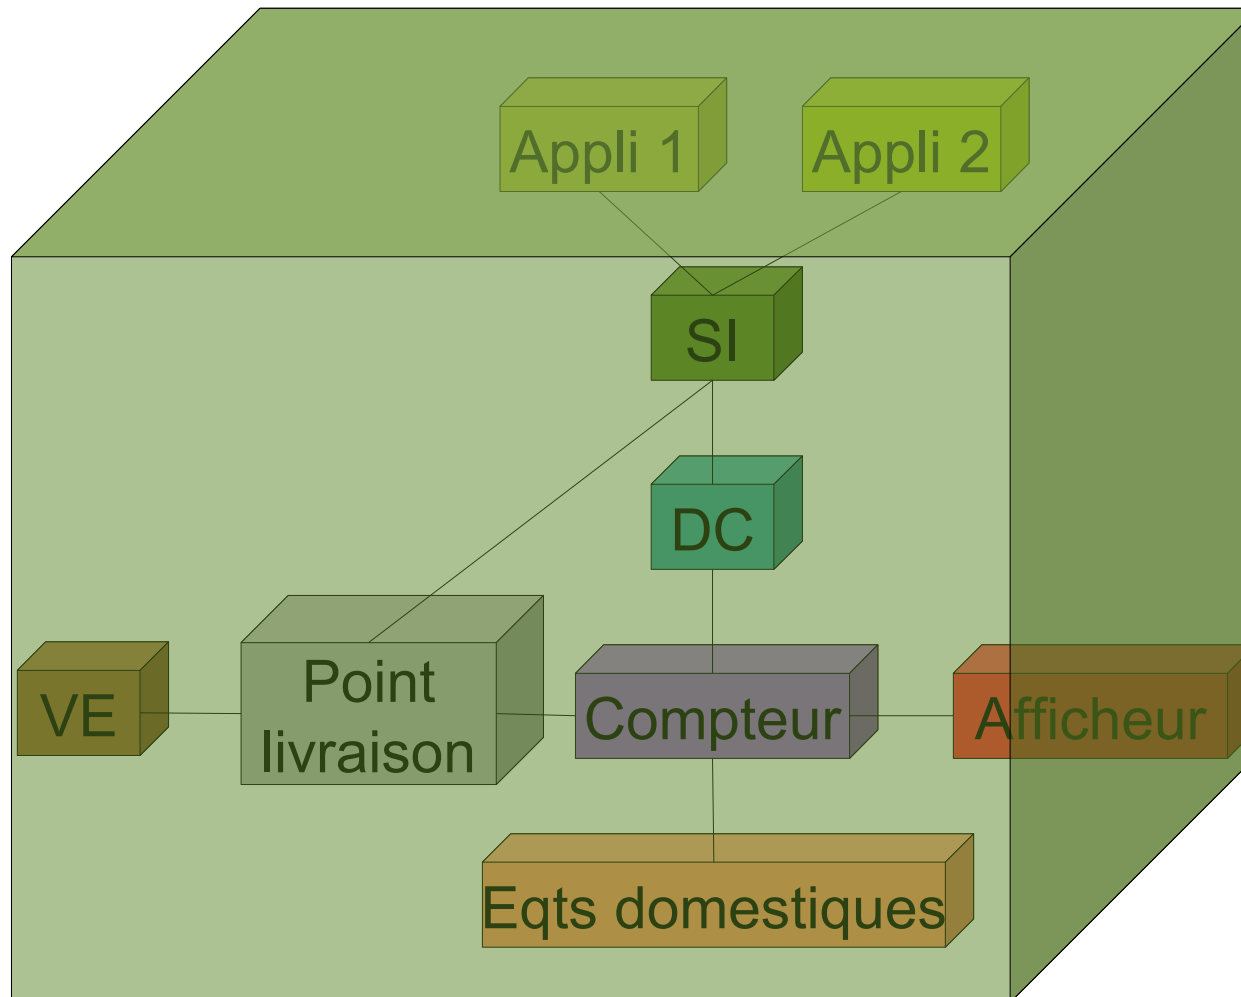 Appli 1
Appli 2
SI
DC
VE
Point
livraison
Compteur
Afficheur
Eqts domestiques